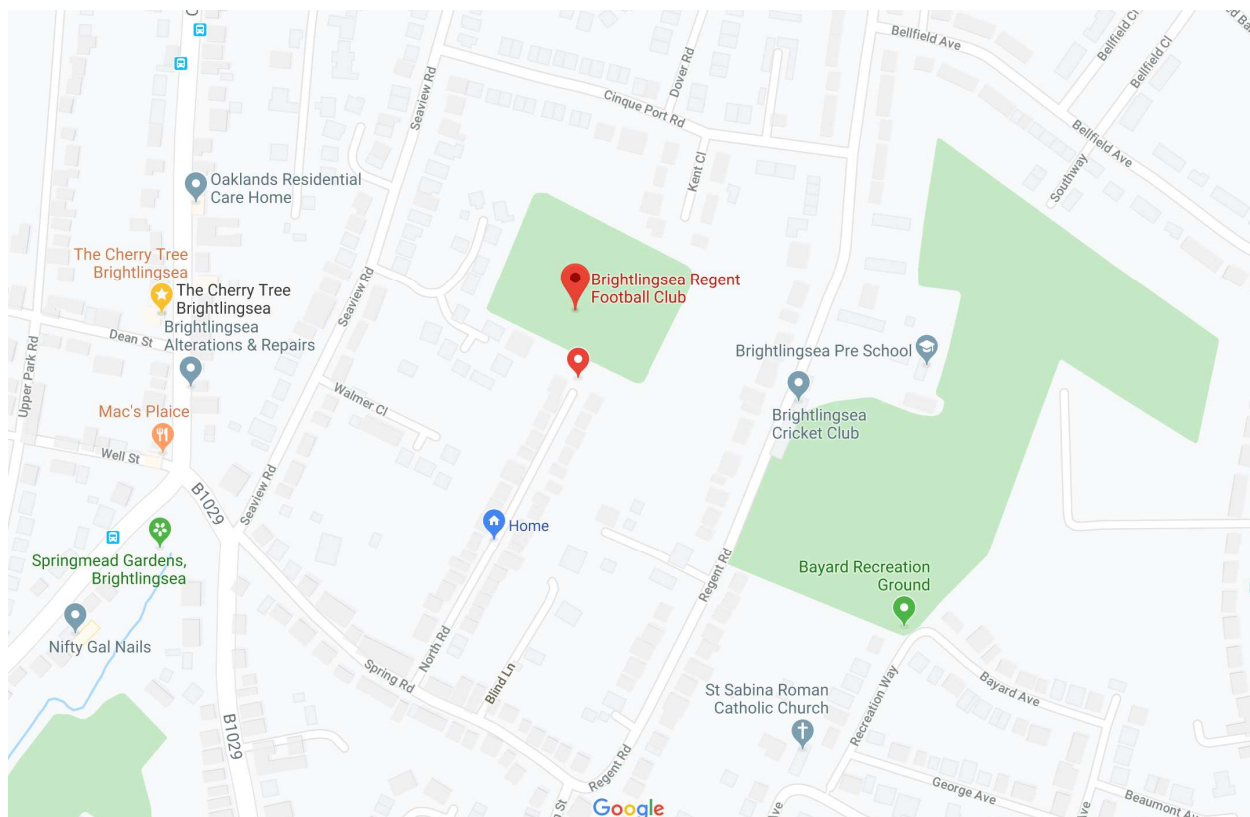 Bellfield Ave
Bellfield Cl
Bellfield Cl
Seaview Rd
Dover Rd
Cinque Port Rd
Bellfield Ave
Southway
Kent Cl
Oaklands Residential
Care Home
The Cherry Tree
Brightlingsea
The Cherry Tree
Brightlingsea
Brightlingsea
Alterations & Repairs
Seaview Rd
Brightlingsea Regent
Football Club
Dean St
Upper Park Rd
Brightlingsea Pre School
Walmer Cl
Mac's Plaice
Brightlingsea
Cricket Club
Well St
B1029
Seaview Rd
Home
Springmead Gardens,
Brightlingsea
Regent Rd
Bayard Recreation
Ground
Nifty Gal Nails
North Rd
Spring Rd
Blind Ln
St Sabina Roman
Catholic Church
Recreation Way
Bayard Ave
B1029
Regent Rd
George Ave
Beaumont Ave
Google
St
Ave